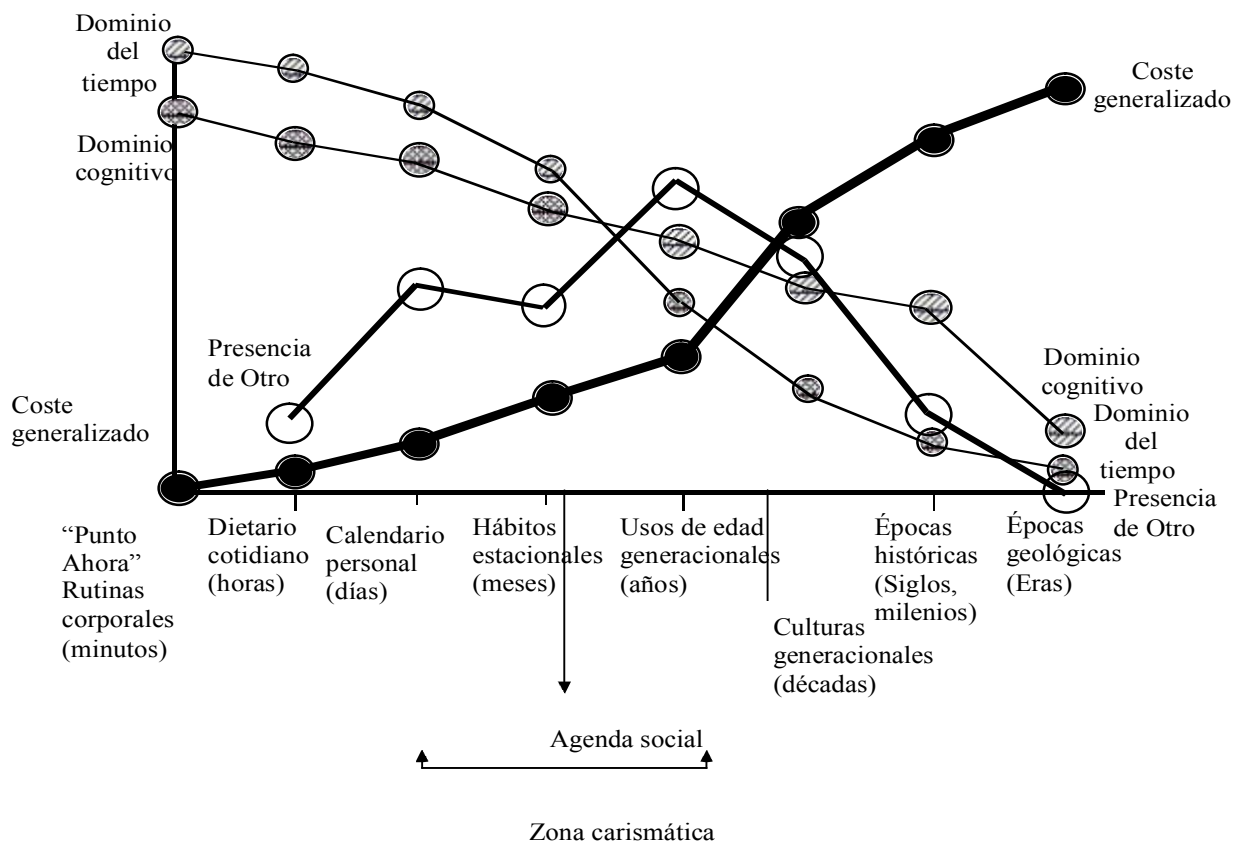 Dominio
del
tiempo
Dominio
cognitivo
Coste
generalizado
Presencia
de Otro
Coste
generalizado
Dominio
cognitivo
Dominio
del
tiempo
Presencia
de Otro
“Punto
Ahora”
Rutinas
corporales
(minutos)
Dietario
cotidiano
(horas)
Calendario
personal
(días)
Hábitos
estacionales
(meses)
Usos de edad
generacionales
(años)
Culturas
generacionales
(décadas)
Épocas
históricas
(Siglos,
milenios)
Épocas
geológicas
(Eras)
Agenda social
Zona carismática